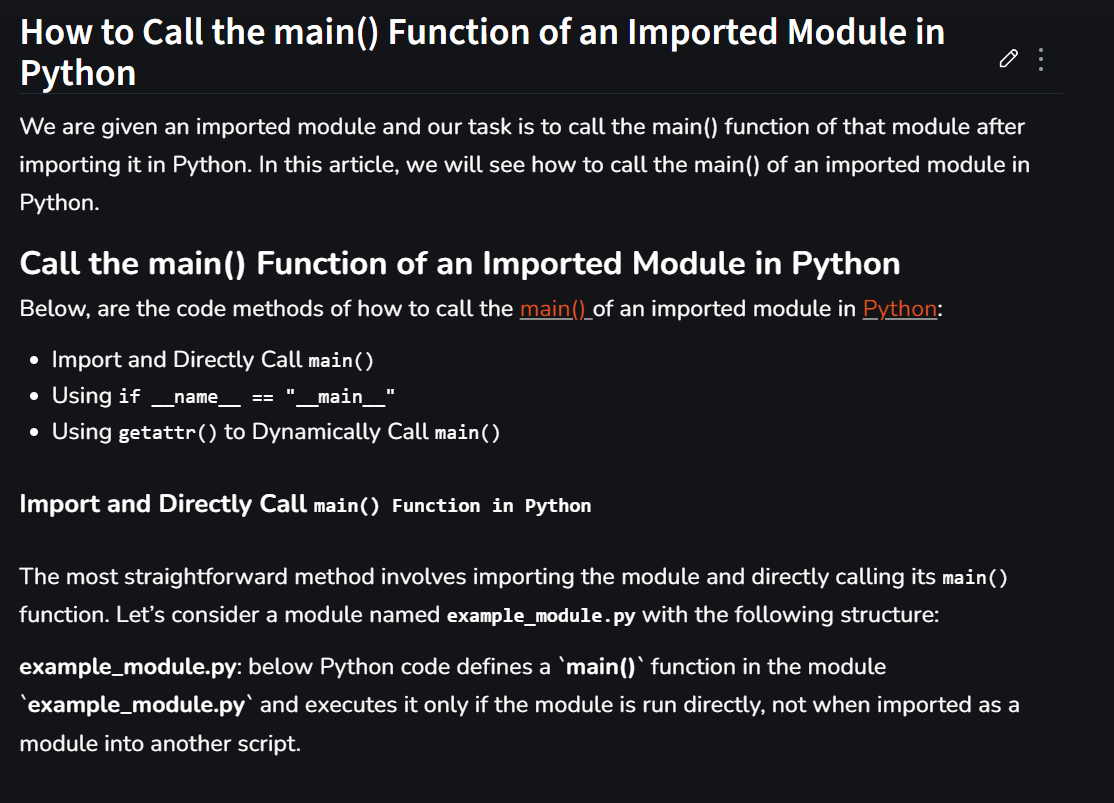 How to Call the main() Function of an Imported Module in
Python
We are given an imported module and our task is to call the main() function of that module after
importing it in Python. In this article, we will see how to call the main() of an imported module in
Python.
Call the main() Function of an Imported Module in Python
Below, are the code methods of how to call the main() of an imported module in Python:
• Import and Directly Call main()
• Using if __name__ == "__main__"
• Using getattr() to Dynamically Call main()
Import and Directly Call main() Function in Python
The most straightforward method involves importing the module and directly calling its main()
function. Let’s consider a module named example_module.py with the following structure:
example_module.py: below Python code defines a `main()` function in the module
`example_module.py` and executes it only if the module is run directly, not when imported as a
module into another script.